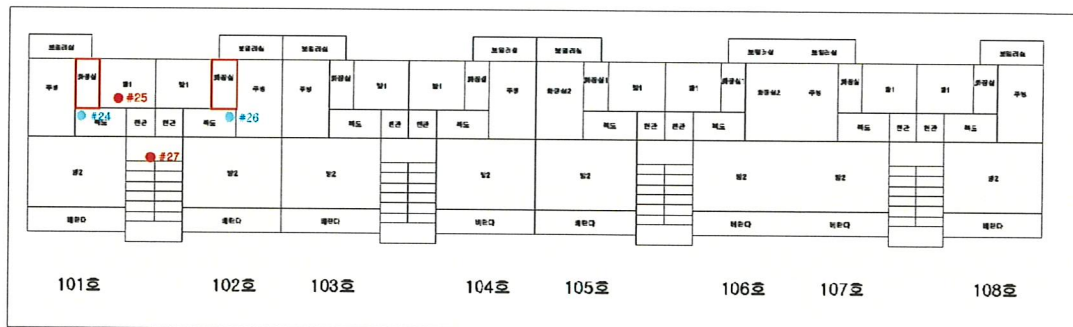 보일러실 보일러실 보일러실 보일러실 보일러실 보일러실 보일러실 보일러실
주방 화장실 방1 방1 화장실 주방 화장실 방1 방1 화장실 주방 화장실2 화장실1 방1 방1 화장실1 화장실2 주방 화장실 방1 방1 화장실 주방
#25
#24 복도 현관 현관 복도 #26 복도 현관 현관 복도 복도 현관 현관 복도 복도 현관 현관 복도
#27
방2 방2 방2 방2 방2 방2 방2 방2
베란다 베란다 베란다 베란다 베란다 베란다 베란다 베란다
101호 102호 103호 104호 105호 106호 107호 108호